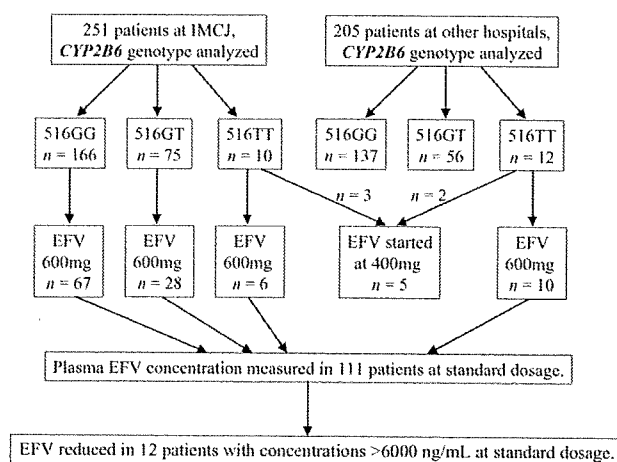 251 patients at IMCJ,
CYP2B6 genotype analyzed
205 patients at other hospitals,
CYP2B6 genotype analyzed
516GG
n = 166
516GT
n = 75
516TT
n = 10
516GG
n = 137
516GT
n = 56
516TT
n = 12
n = 3
n = 2
EFV
600mg
n = 67
EFV
600mg
n = 28
EFV
600mg
n = 6
EFV started
at 400mg
n = 5
EFV
600mg
n = 10
Plasma EFV concentration measured in 111 patients at standard dosage.
EFV reduced in 12 patients with concentrations >6000 ng/mL at standard dosage.